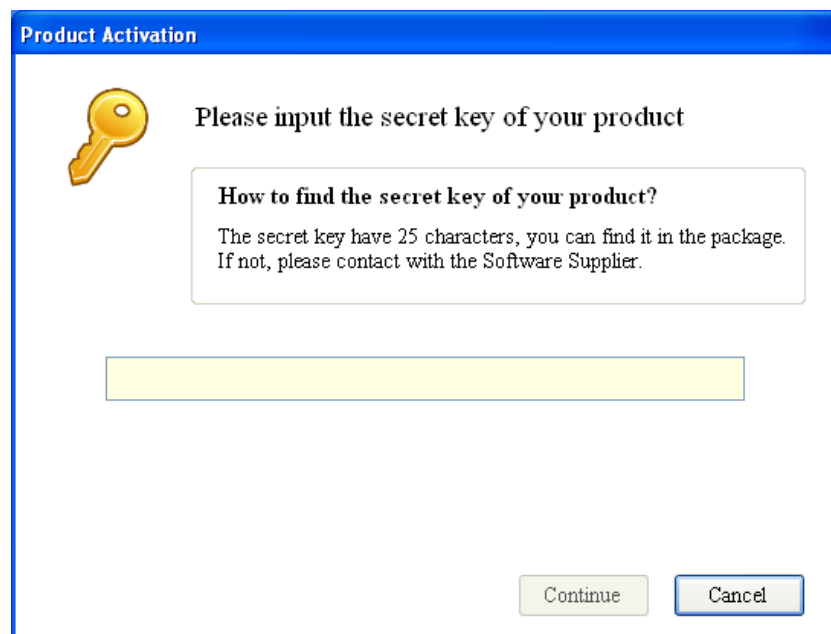 Product Activation
Please input the secret key of your product
How to find the secret key of your product?
The secret key have 25 characters, you can find it in the package.
If not, please contact with the Software Supplier.
Continue
Cancel